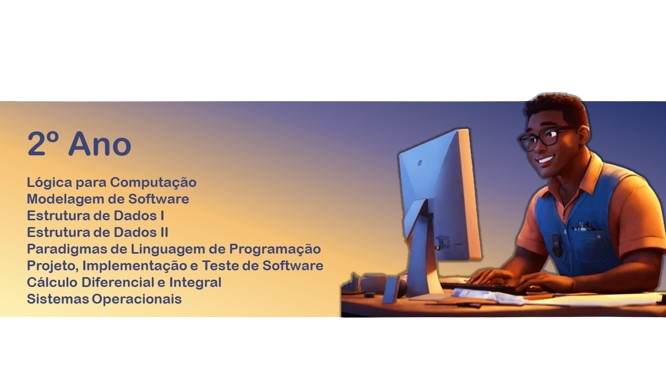 2º Ano
Lógica para Computação
Modelagem de Software
Estrutura de Dados I
Estrutura de Dados II
Paradigmas de Linguagem de Programação
Projeto, Implementação e Teste de Software
Cálculo Diferencial e Integral
Sistemas Operacionais